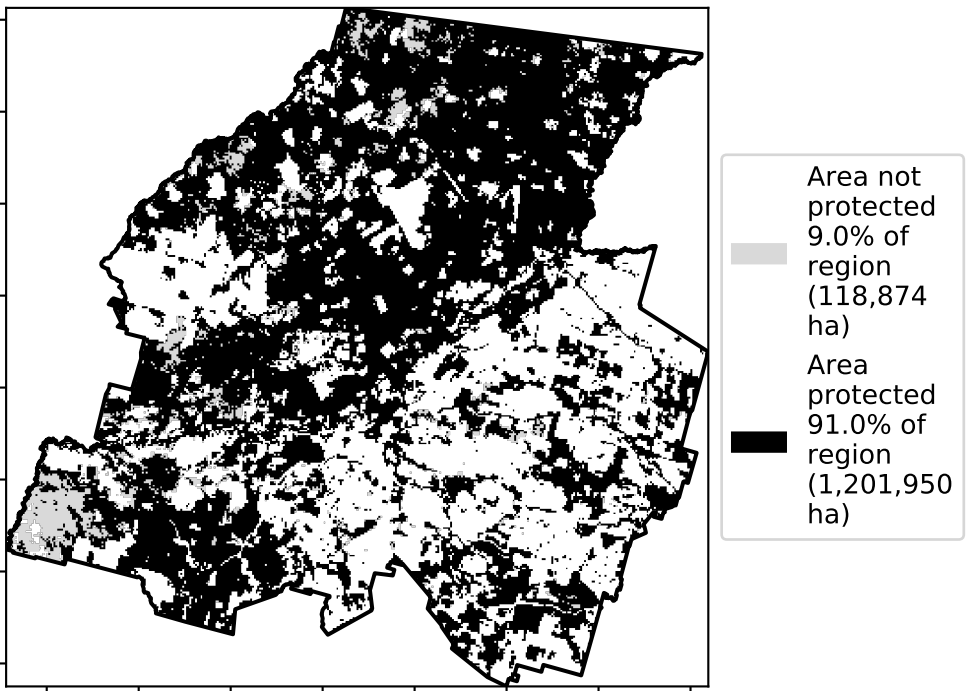 Area not
protected
9.0% of
region
(118,874
ha)
Area
protected
91.0% of
region
(1,201,950
ha)